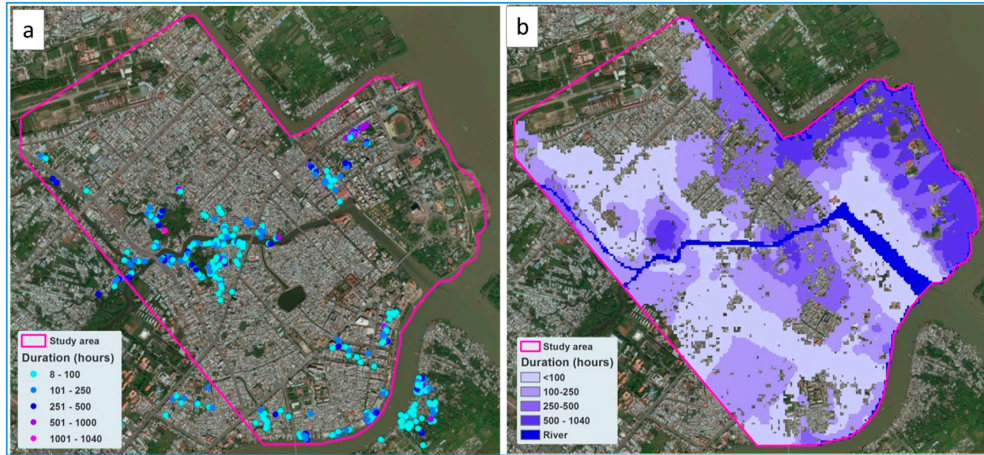 a
Study area
Duration (hours)
8 - 100
101 - 250
251 - 500
501 - 1000
1001 - 1040
b
Study area
Duration (hours)
<100
100-250
250-500
500 - 1040
River